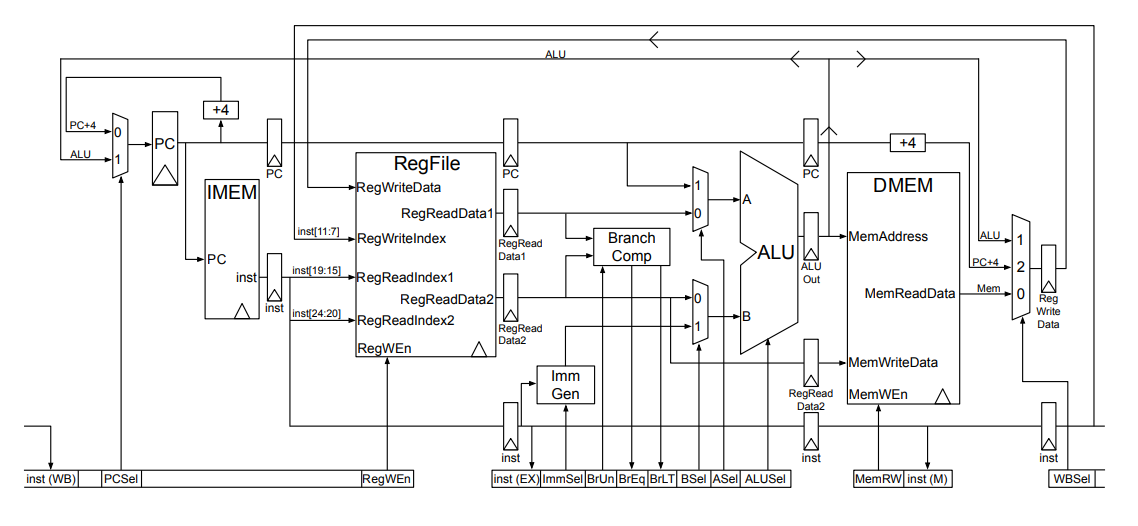 ALU
+4
PC+4
0
ALU
1
PC
PC
IMEM
PC
inst
inst
inst[11:7]
inst[19:15]
inst[24:20]
RegFile
RegWriteData
RegReadData1
RegWriteIndex
RegReadIndex1
RegReadData2
RegReadIndex2
RegWEn
PC
RegRead
Data1
RegRead
Data2
Branch
Comp
Imm
Gen
1
0
0
1
A
ALU
B
PC
ALU
Out
RegRead
Data2
+4
DMEM
MemAddress
MemReadData
MemWriteData
MemWEn
ALU
1
PC+4
2
Mem
0
Reg
Write
Data
inst
inst
inst
inst (WB)
PCSel
RegWEn
inst (EX)
ImmSel
BrUn
BrEq
BrLT
BSel
ASel
ALUSel
MemRW
inst (M)
WBSel